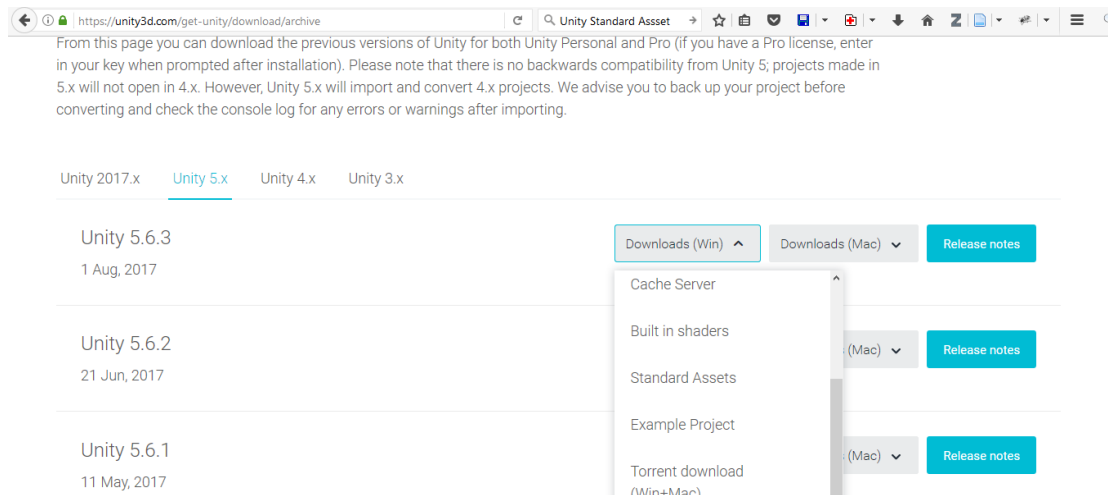 https://unity3d.com/get-unity/download/archive
Unity Standard Assset
From this page you can download the previous versions of Unity for both Unity Personal and Pro (if you have a Pro license, enter
in your key when prompted after installation). Please note that there is no backwards compatibility from Unity 5; projects made in
5.x will not open in 4.x. However, Unity 5.x will import and convert 4.x projects. We advise you to back up your project before
converting and check the console log for any errors or warnings after importing.
Unity 2017.x Unity 5.x Unity 4.x Unity 3.x
Unity 5.6.3
1 Aug, 2017
Downloads (Win) Downloads (Mac) Release notes
Cache Server
Built in shaders
Standard Assets
Example Project
Torrent download
(Win+Mac)
Unity 5.6.2
21 Jun, 2017
(Mac) Release notes
Unity 5.6.1
11 May, 2017
(Mac) Release notes